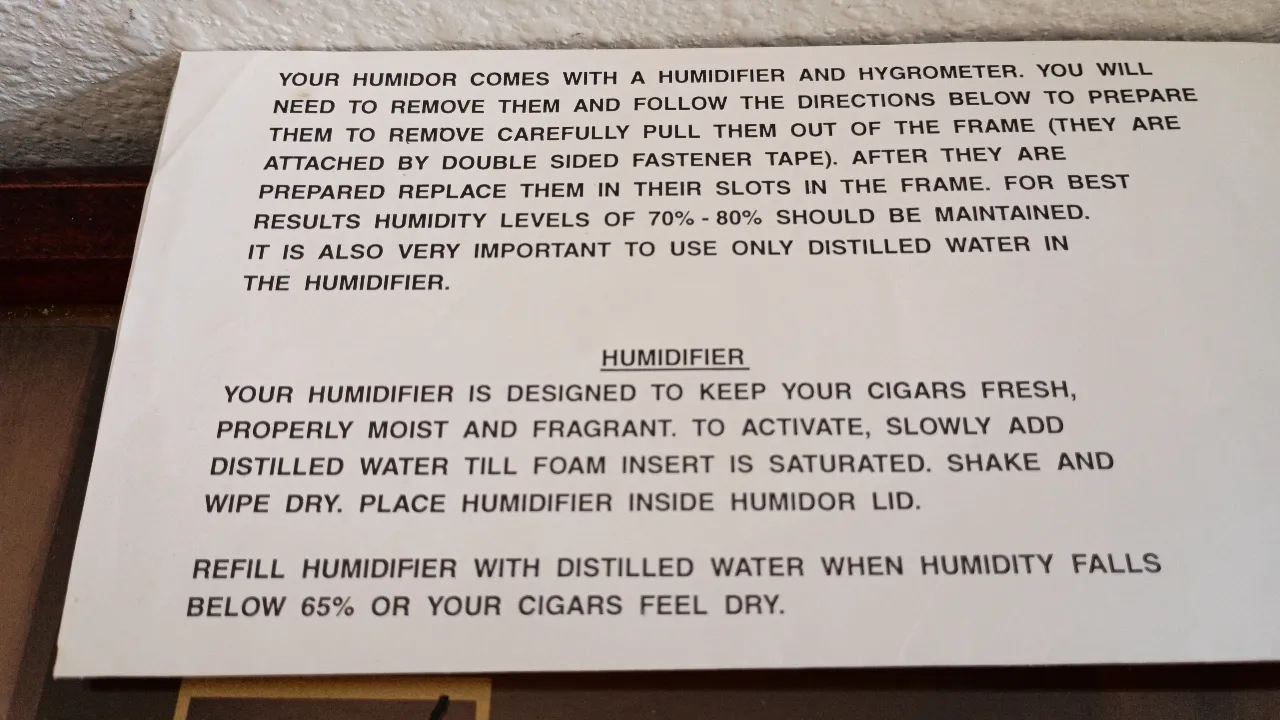 YOUR HUMIDOR COMES WITH A HUMIDIFIER AND HYGROMETER. YOU WILL
NEED TO REMOVE THEM AND FOLLOW THE DIRECTIONS BELOW TO PREPARE
THEM TO REMOVE CAREFULLY PULL THEM OUT OF THE FRAME (THEY ARE
ATTACHED BY DOUBLE SIDED FASTENER TAPE). AFTER THEY ARE
PREPARED REPLACE THEM IN THEIR SLOTS IN THE FRAME. FOR BEST
RESULTS HUMIDITY LEVELS OF 70% - 80% SHOULD BE MAINTAINED.
IT IS ALSO VERY IMPORTANT TO USE ONLY DISTILLED WATER IN
THE HUMIDIFIER.
HUMIDIFIER
YOUR HUMIDIFIER IS DESIGNED TO KEEP YOUR CIGARS FRESH,
PROPERLY MOIST AND FRAGRANT. TO ACTIVATE, SLOWLY ADD
DISTILLED WATER TILL FOAM INSERT IS SATURATED. SHAKE AND
WIPE DRY. PLACE HUMIDIFIER INSIDE HUMIDOR LID.
REFILL HUMIDIFIER WITH DISTILLED WATER WHEN HUMIDITY FALLS
BELOW 65% OR YOUR CIGARS FEEL DRY.